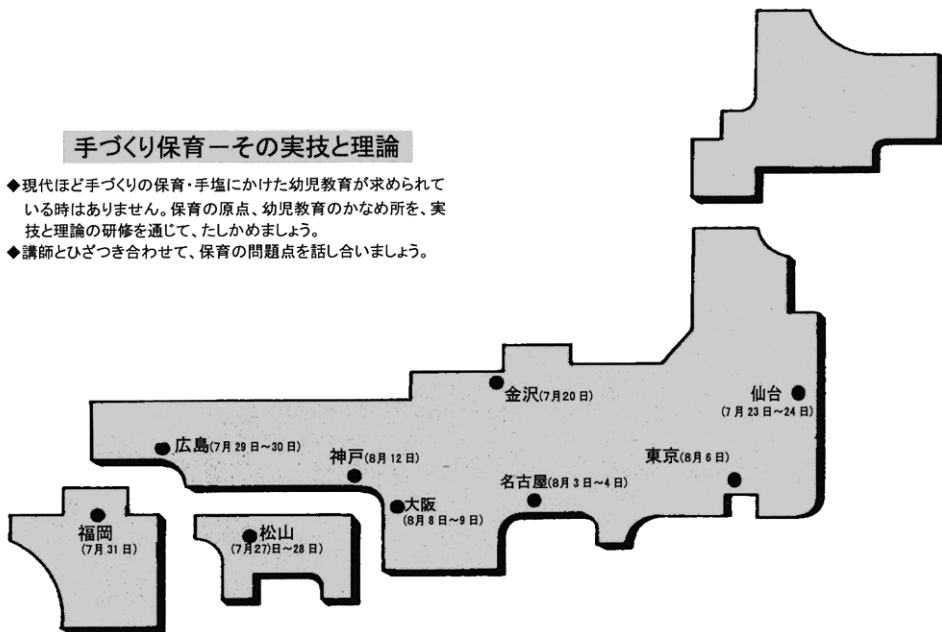 手づくり保育－その実技と理論
◆現代ほど手づくりの保育・手塩にかけた幼児教育が求められて
いる時はありません。保育の原点、幼児教育のかなめ所を、実
技と理論の研修を通じて、たしかめましょう。
◆講師とひざつき合わせて、保育の問題点を話し合いましょう。
金沢(7月20日)
仙台
(7月23日～24日)
広島(7月29日～30日)
神戸(8月12日)
東京(8月6日)
名古屋(8月3日～4日)
大阪
(8月8日～9日)
福岡
(7月31日)
松山
(7月27)日～28日)